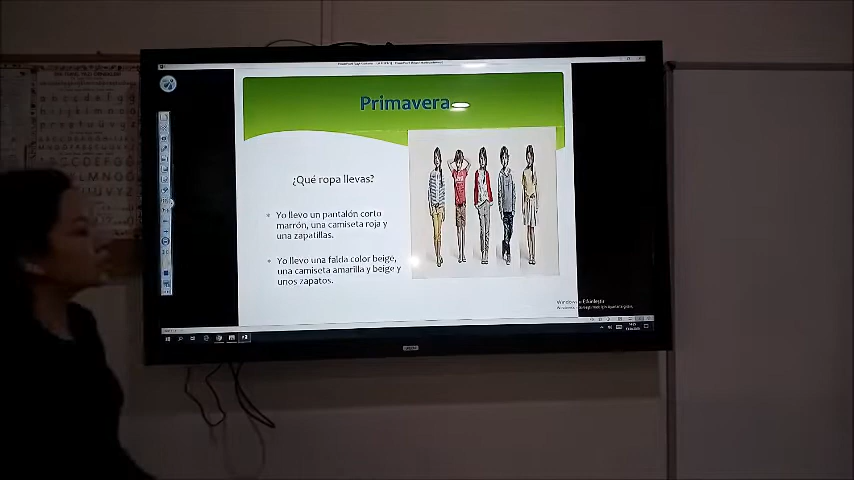 Primavera
¿Qué ropa llevas?
Yo llevo un pantalón corto
marrón, una camiseta roja y
una zapatillas.
Yo llevo una falda color beige,
una camiseta amarilla y beige y
unos zapatos.